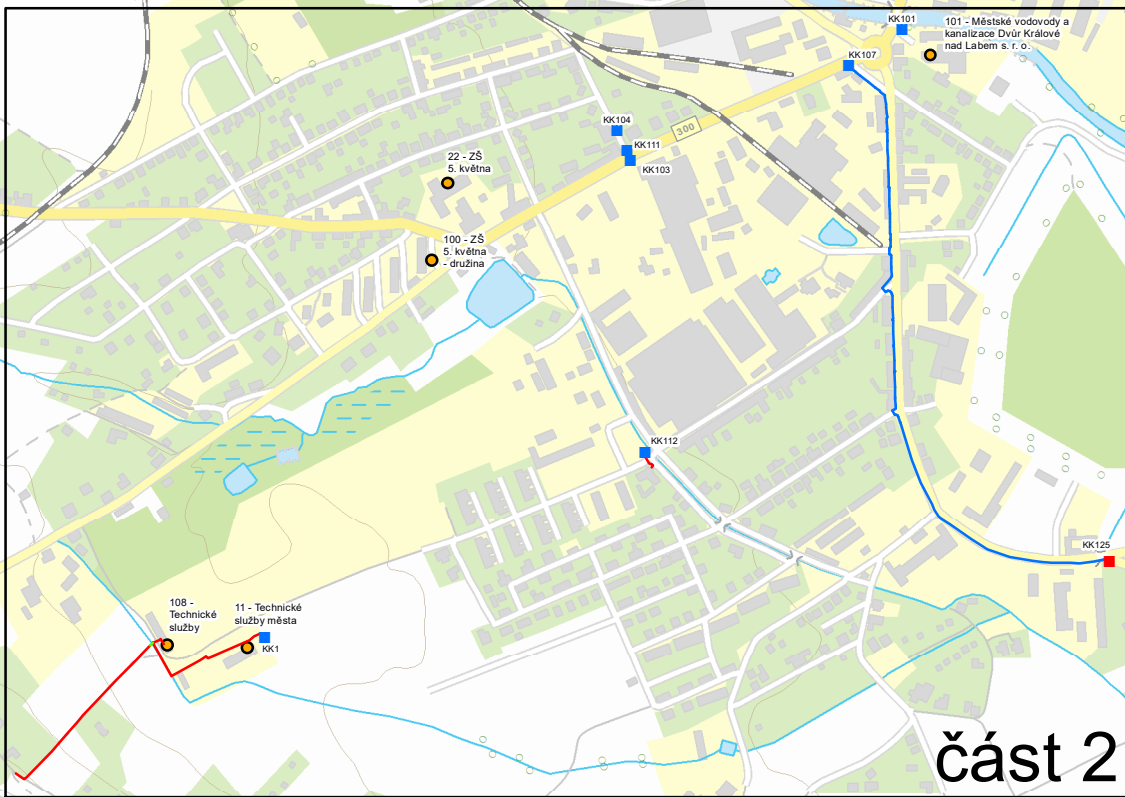 KK101
101 - Městské vodovody a
kanalizace Dvůr Králové
nad Labem s. r. o.
KK107
KK104
300
KK111
KK103
22 - ZŠ
5. května
100 - ZŠ
5. května
- družina
KK112
KK125
108 -
Technické
služby
11 - Technické
služby města
KK1
část 2